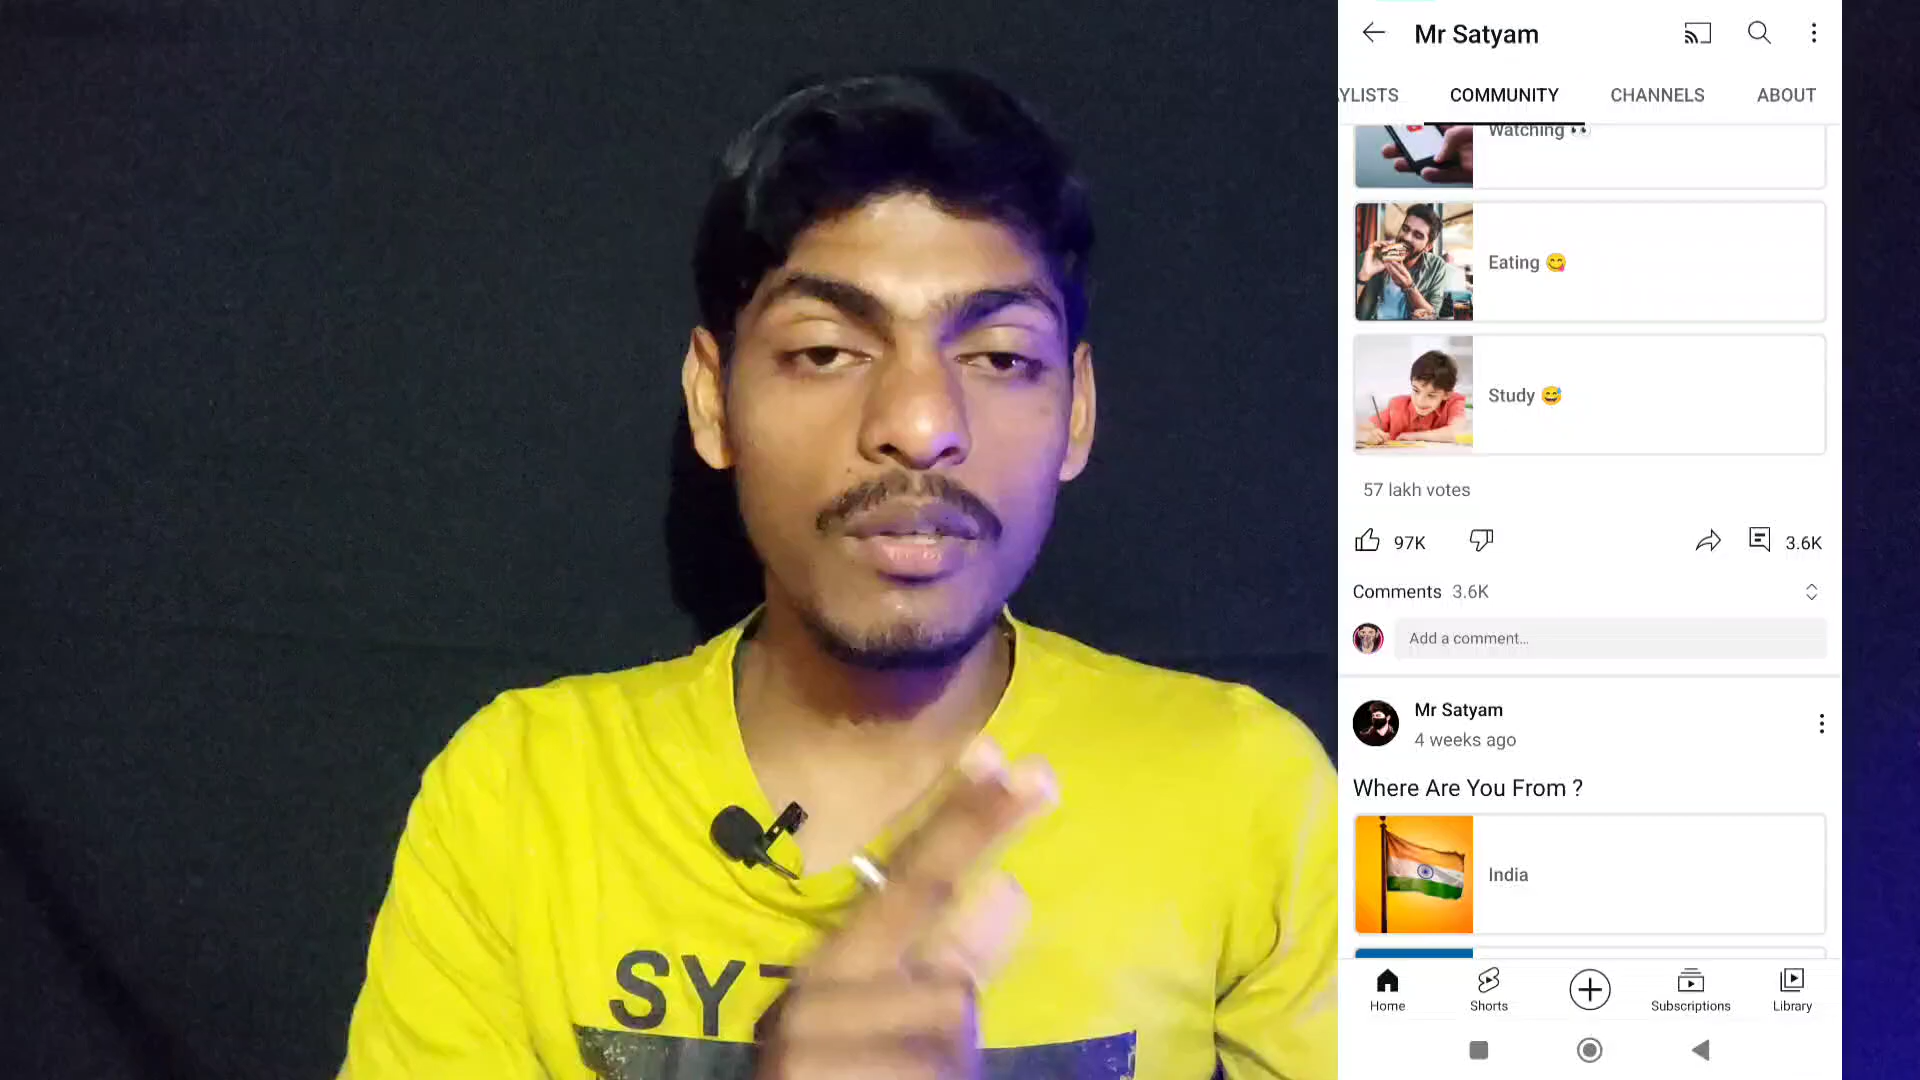 Mr Satyam
YLISTS COMMUNITY CHANNELS ABOUT
Watching 👀
Eating 😋
Study 😅
57 lakh votes
97K 3.6K
Comments 3.6K
Add a comment...
Mr Satyam
4 weeks ago
Where Are You From ?
India
Home Shorts Subscriptions Library
SY